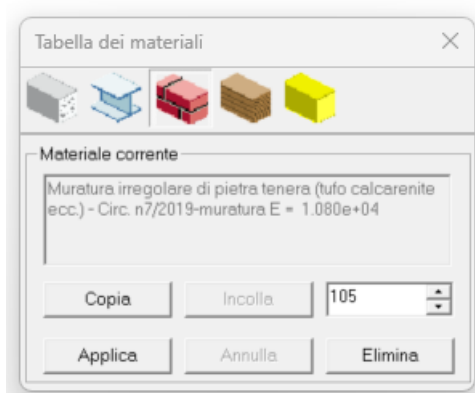 Tabella dei materiali
Materiale corrente
Muratura irregolare di pietra tenera (tufo calcarenite
ecc.) - Circ. n7/2019-muratura E = 1.080e+04
Copia Incolla 105
Applica Annulla Elimina